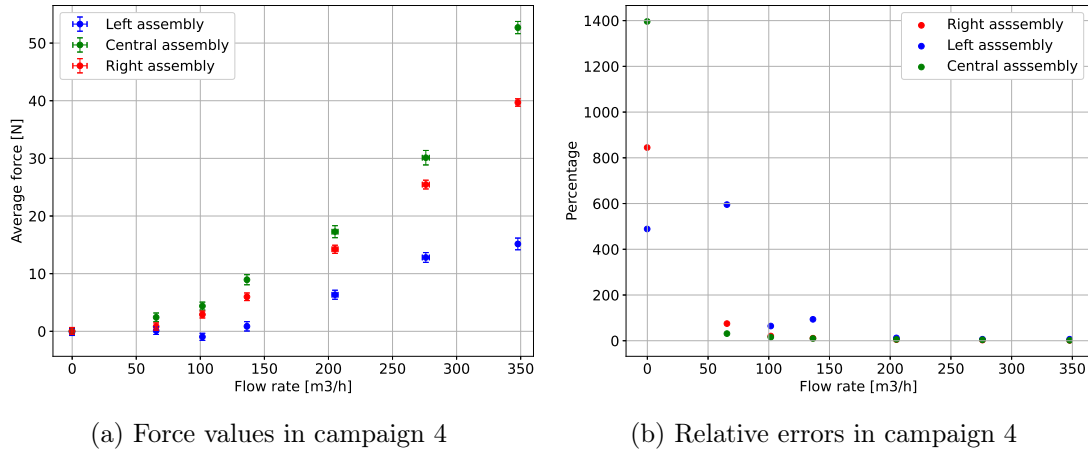 Left assembly
Central assembly
Right assembly
Average force [N]
50
40
30
20
10
0
0 50 100 150 200 250 300 350
Flow rate [m3/h]
(a) Force values in campaign 4
Right asssembly
Left asssembly
Central asssembly
Percentage
1400
1200
1000
800
600
400
200
0
0 50 100 150 200 250 300 350
Flow rate [m3/h]
(b) Relative errors in campaign 4